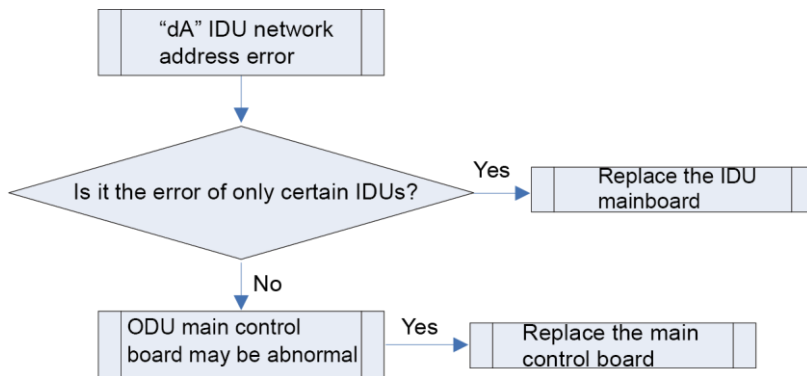 “dA” IDU network
address error
Is it the error of only certain IDUs?
Yes
Replace the IDU
mainboard
No
ODU main control
board may be abnormal
Yes
Replace the main
control board